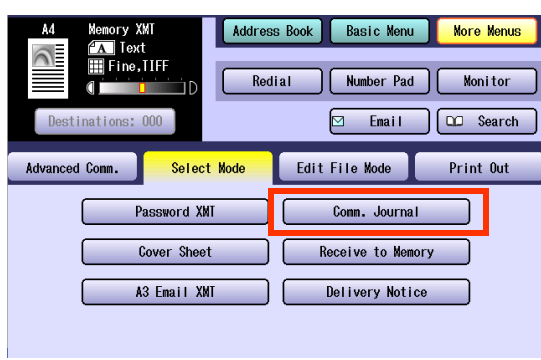 A4 Memory XMT
A Text
Fine,TIFF
D
Destinations: 000
Address Book Basic Menu More Menus
Redial Number Pad Monitor
Email Search
Advanced Comm. Select Mode Edit File Mode Print Out
Password XMT Comm. Journal
Cover Sheet Receive to Memory
A3 Email XMT Delivery Notice